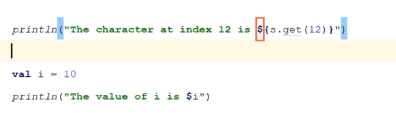 println("The character at index 12 is ${s.get(12)}")
val i = 10
println("The value of i is $i")